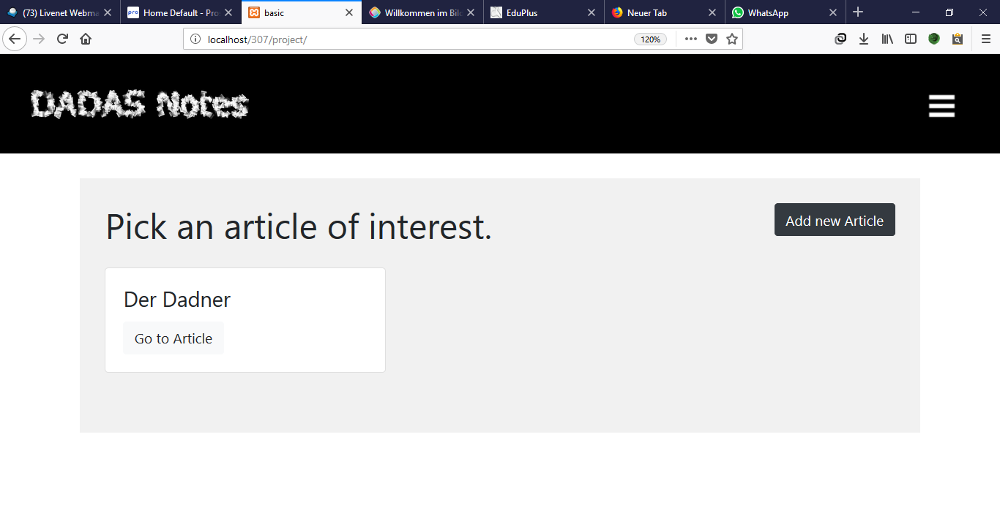 (73) Livenet Webma
Home Default - Pro
basic
Willkommen im Bild
EduPlus
Neuer Tab
WhatsApp
localhost/307/project/
120%
DADAS Notes
Pick an article of interest.
Add new Article
Der Dadner
Go to Article